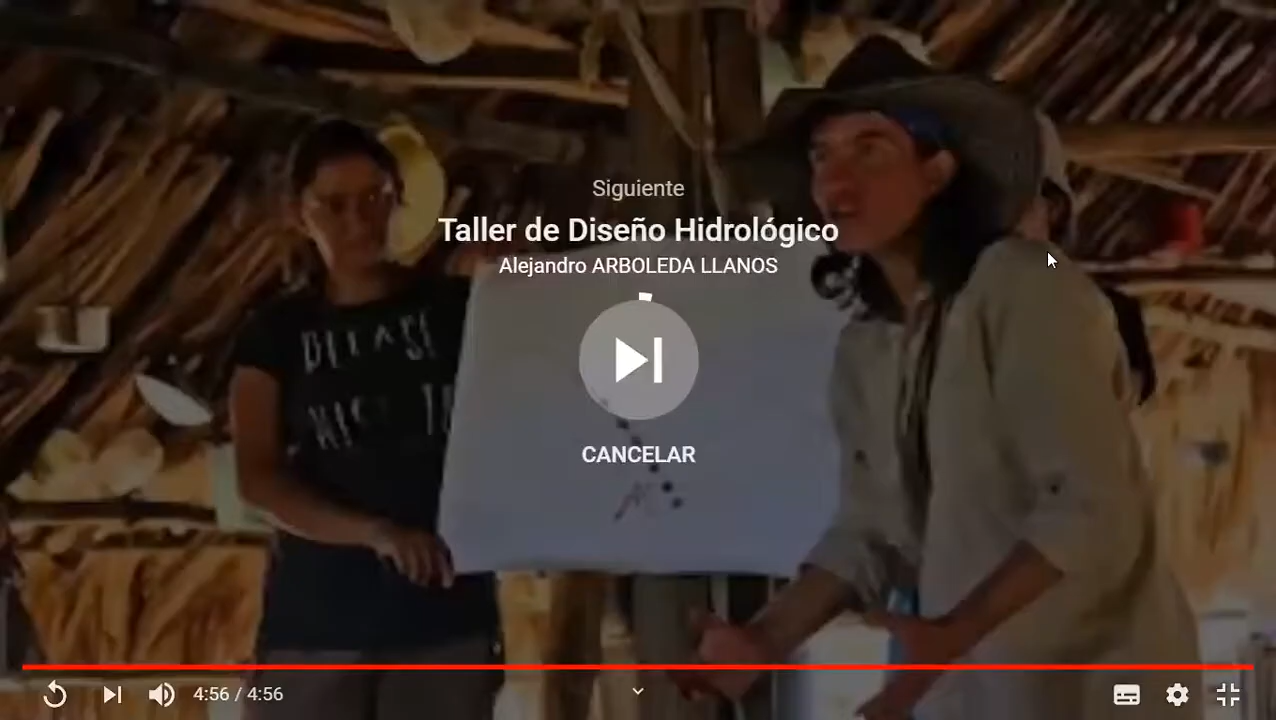 Siguiente
Taller de Diseño Hidrológico
Alejandro ARBOLEDA LLANOS
CANCELAR
4:56 / 4:56